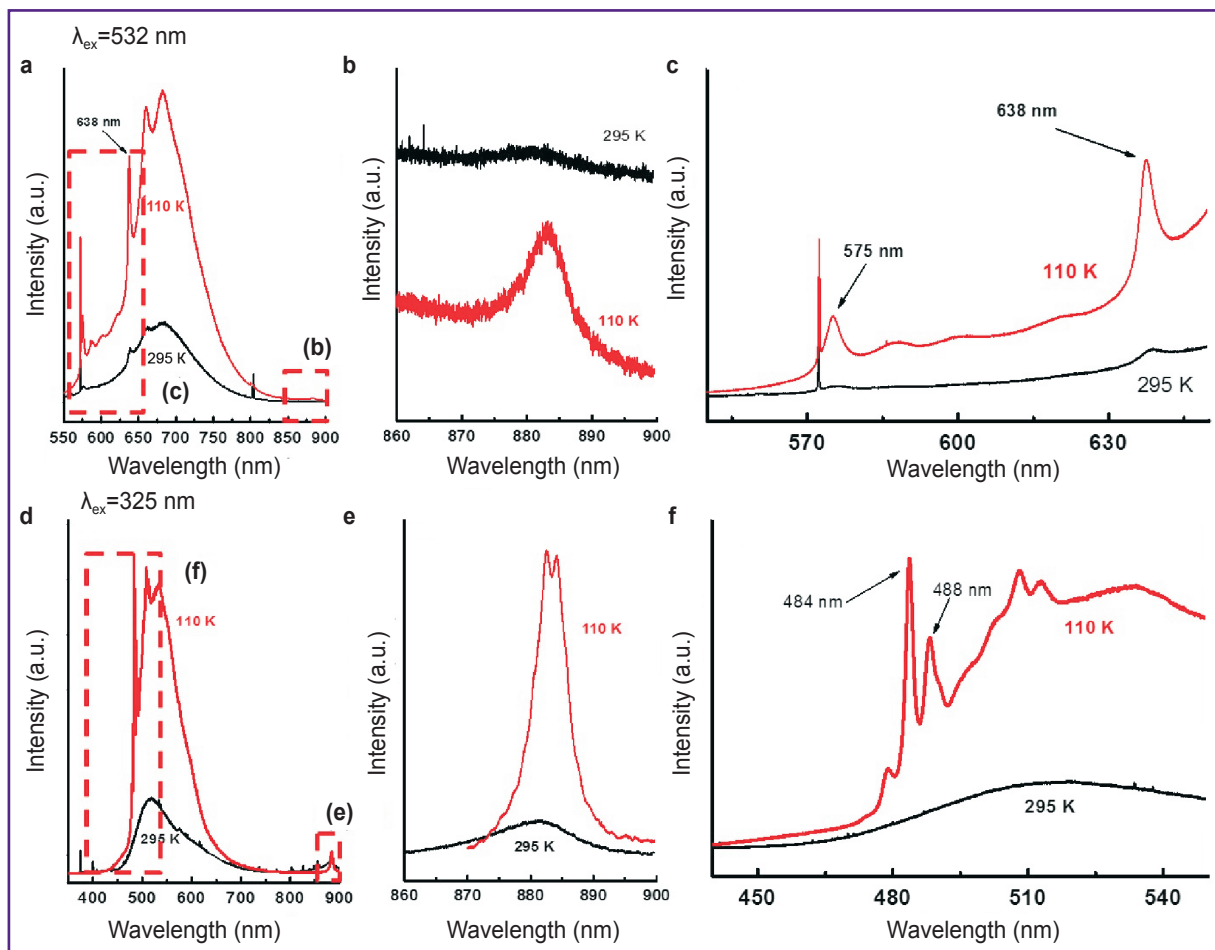 λex=532 nm
a
638 nm
110 K
295 K
(b)
(c)
Intensity (a.u.)
550 600 650 700 750 800 850 900
Wavelength (nm)
b
295 K
110 K
Intensity (a.u.)
860 870 880 890 900
Wavelength (nm)
c
638 nm
575 nm
110 K
295 K
Intensity (a.u.)
570 600 630
Wavelength (nm)
λex=325 nm
d
(f)
110 K
295 K
(e)
Intensity (a.u.)
400 500 600 700 800 900
Wavelength (nm)
e
110 K
295 K
Intensity (a.u.)
860 870 880 890 900
Wavelength (nm)
f
484 nm
488 nm
110 K
295 K
Intensity (a.u.)
450 480 510 540
Wavelength (nm)